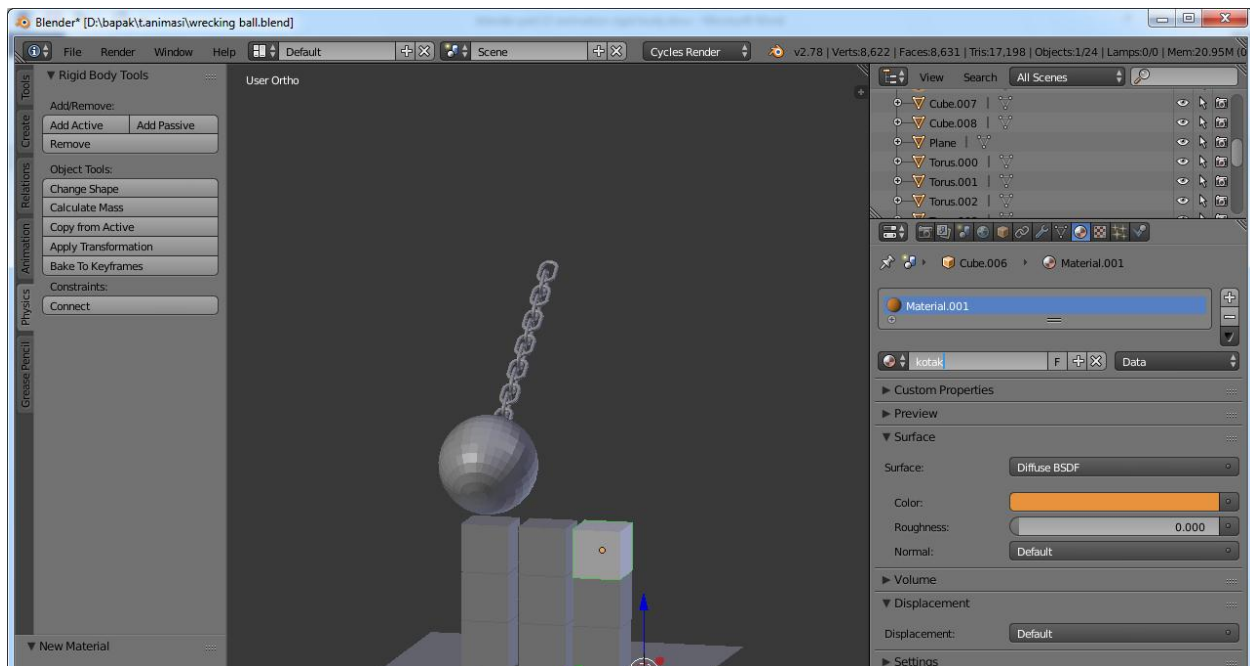 Blender* [D:\bapak\t.animasi\wrecking ball.blend]
File Render Window Help Default Scene Cycles Render v2.78 | Verts:8,622 | Faces:8,631 | Tris:17,198 | Objects:1/24 | Lamps:0/0 | Mem:20.95M (0
Tools
Create
Relations
Animation
Physics
Grease Pencil
Rigid Body Tools
Add/Remove:
Add Active Add Passive
Remove
Object Tools:
Change Shape
Calculate Mass
Copy from Active
Apply Transformation
Bake To Keyframes
Constraints:
Connect
New Material
User Ortho
View Search All Scenes
Cube.007
Cube.008
Plane
Torus.000
Torus.001
Torus.002
Cube.006 Material.001
Material.001
kotak F Data
Custom Properties
Preview
Surface
Surface: Diffuse BSDF
Color:
Roughness: 0.000
Normal: Default
Volume
Displacement
Displacement: Default
Settings